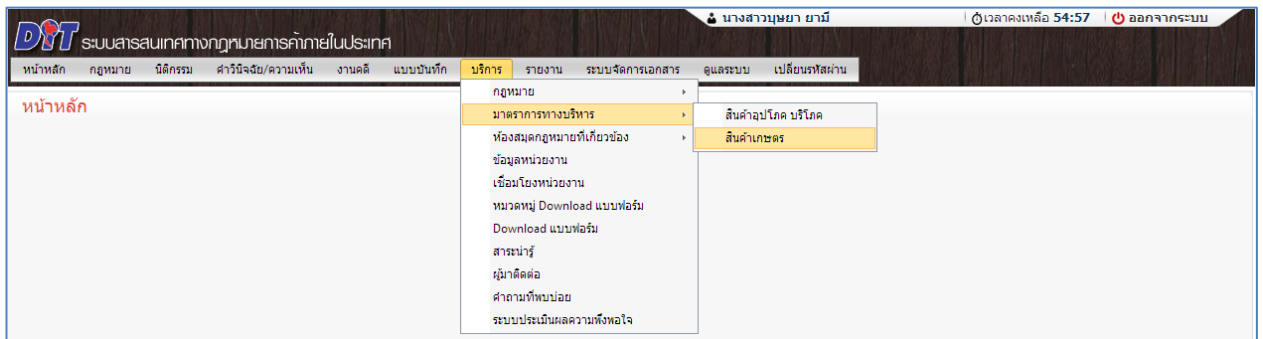 นางสาวบุษยา ยามี เวลาคงเหลือ 54:57 ออกจากระบบ
DIT ระบบสารสนเทศทางกฎหมายการค้าภายในประเทศ
หน้าหลัก กฎหมาย นิติกรรม คำวินิจฉัย/ความเห็น งานคดี แบบบันทึก บริการ รายงาน ระบบจัดการเอกสาร ดูแลระบบ เปลี่ยนรหัสผ่าน
หน้าหลัก
กฎหมาย
มาตราการทางบริหาร
สินค้าอุปโภค บริโภค
ห้องสมุดกฎหมายที่เกี่ยวข้อง
สินค้าเกษตร
ข้อมูลหน่วยงาน
เชื่อมโยงหน่วยงาน
หมวดหมู่ Download แบบฟอร์ม
Download แบบฟอร์ม
สาระน่ารู้
ผู้มาติดต่อ
คำถามที่พบบ่อย
ระบบประเมินผลความพึงพอใจ